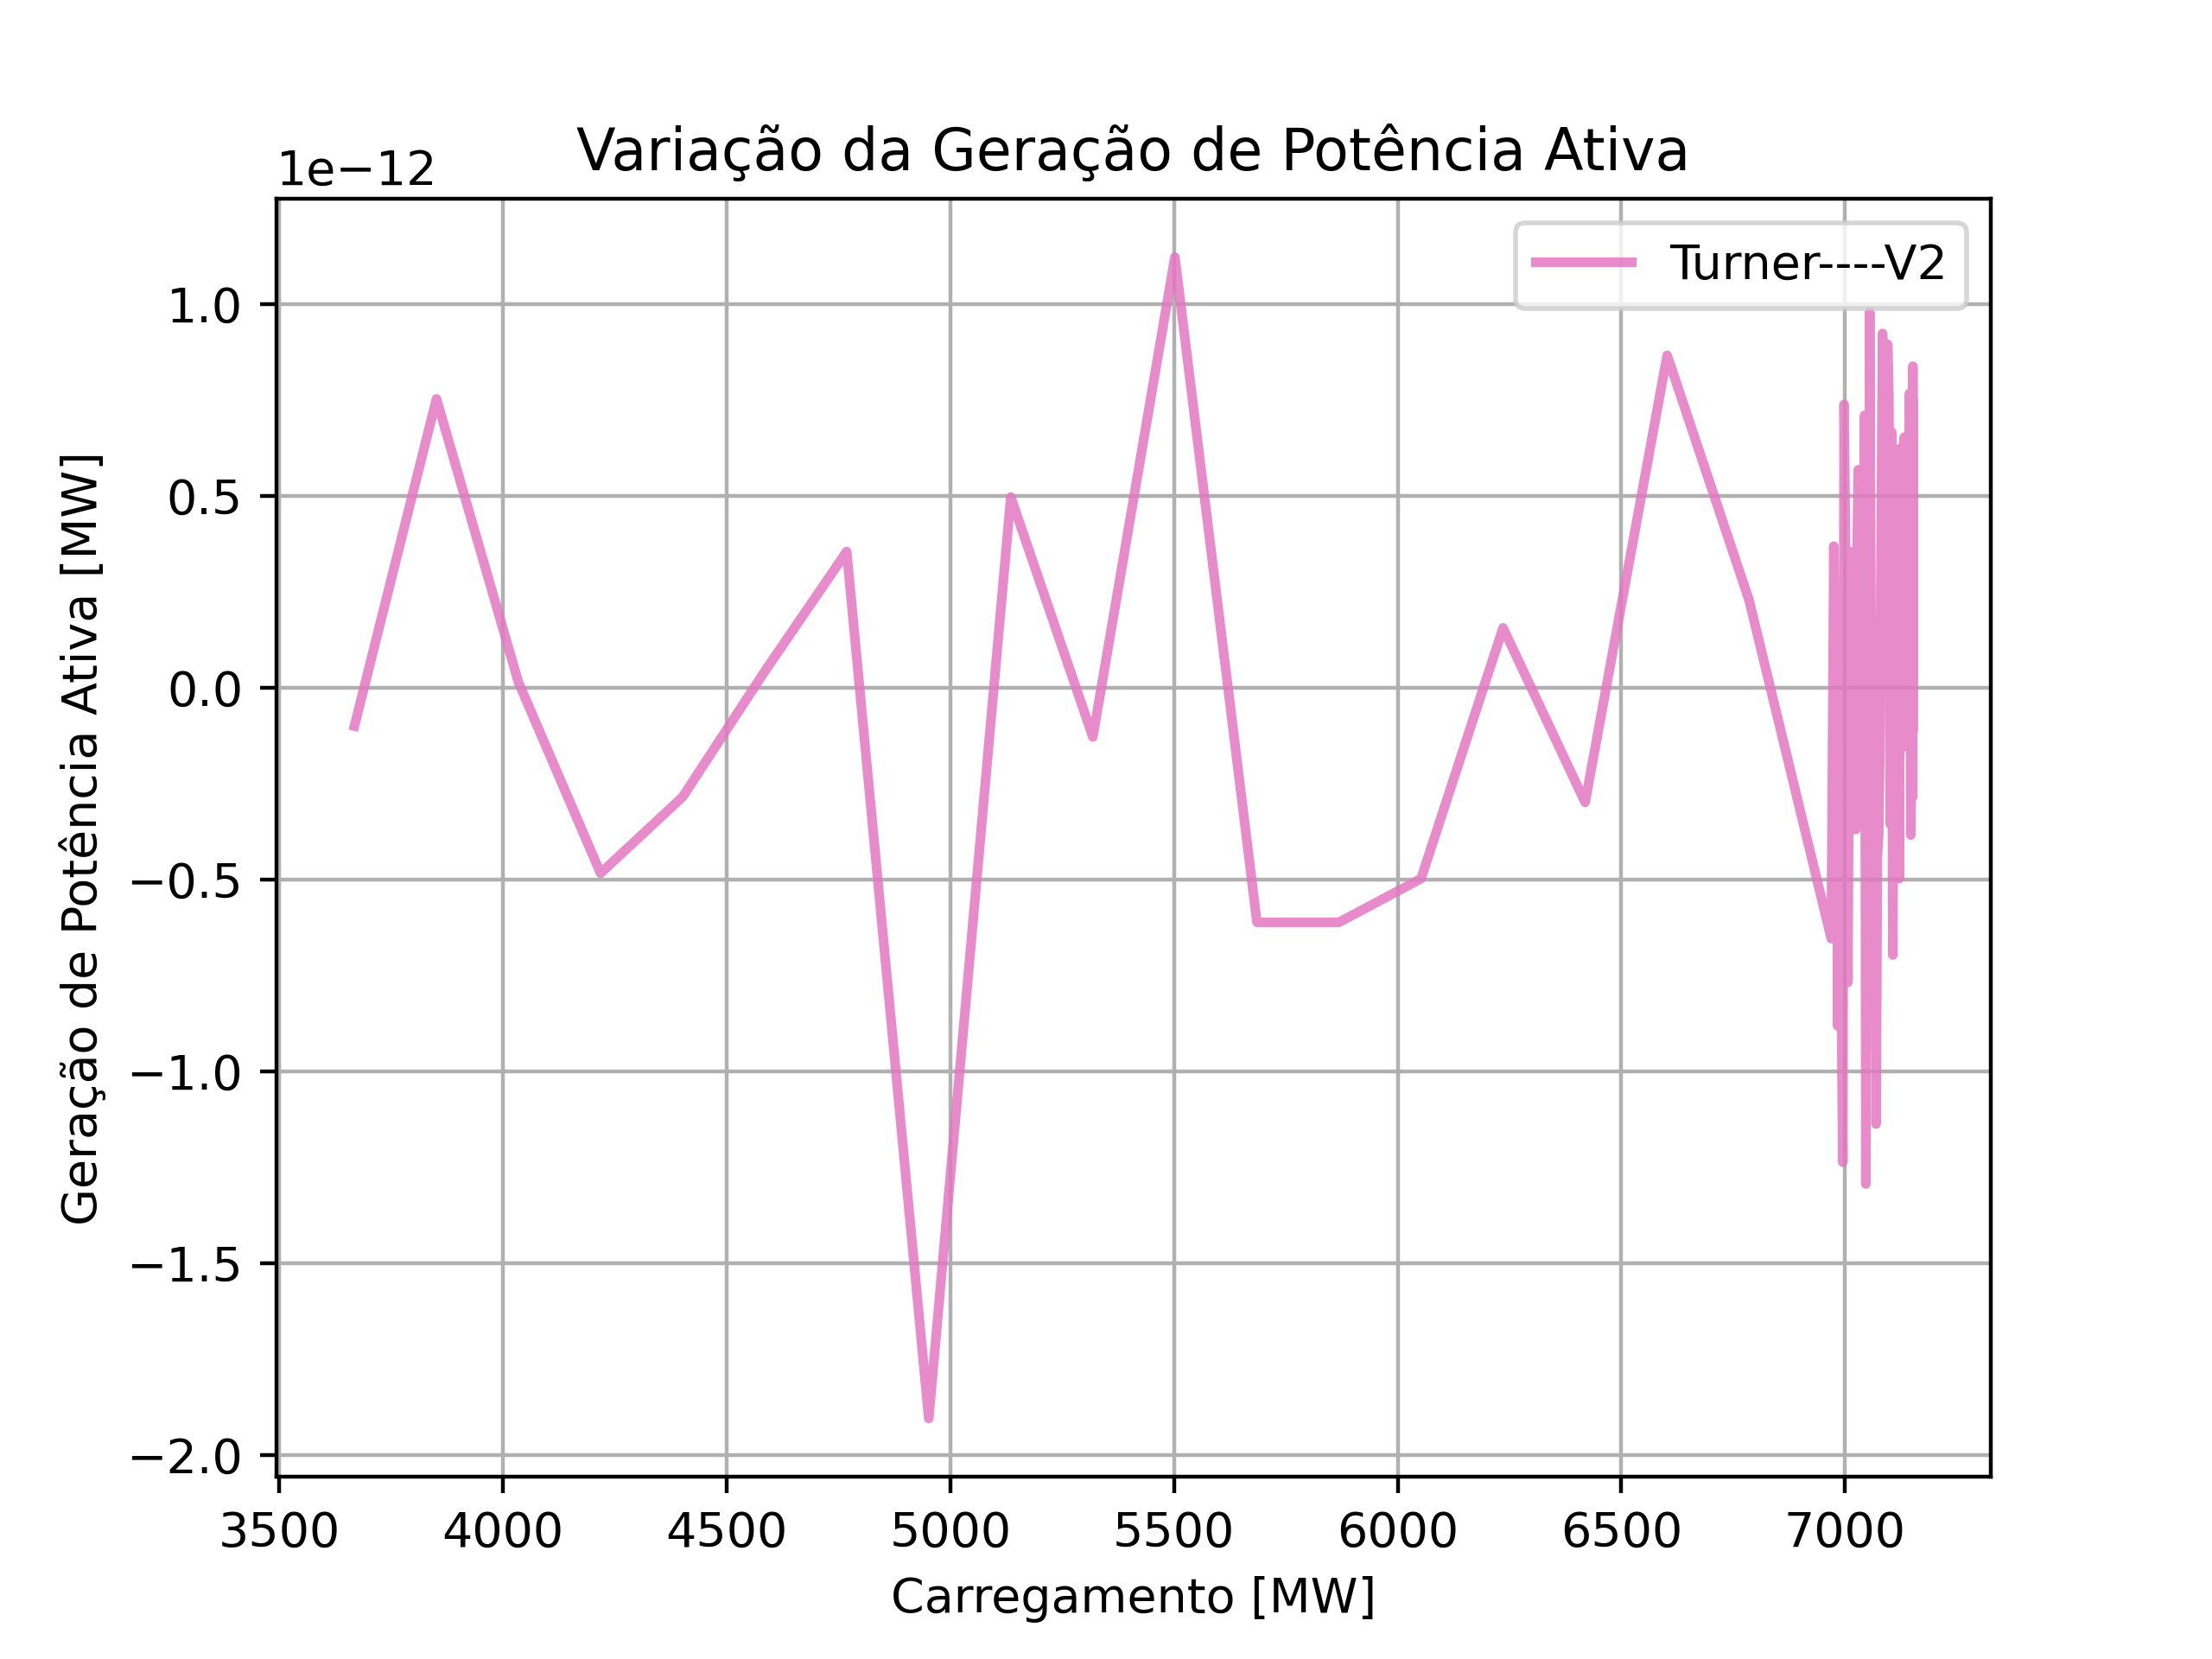 Variação da Geração de Potência Ativa
1e−12
Turner----V2
Geração de Potência Ativa [MW]
1.0
0.5
0.0
−0.5
−1.0
−1.5
−2.0
3500 4000 4500 5000 5500 6000 6500 7000
Carregamento [MW]